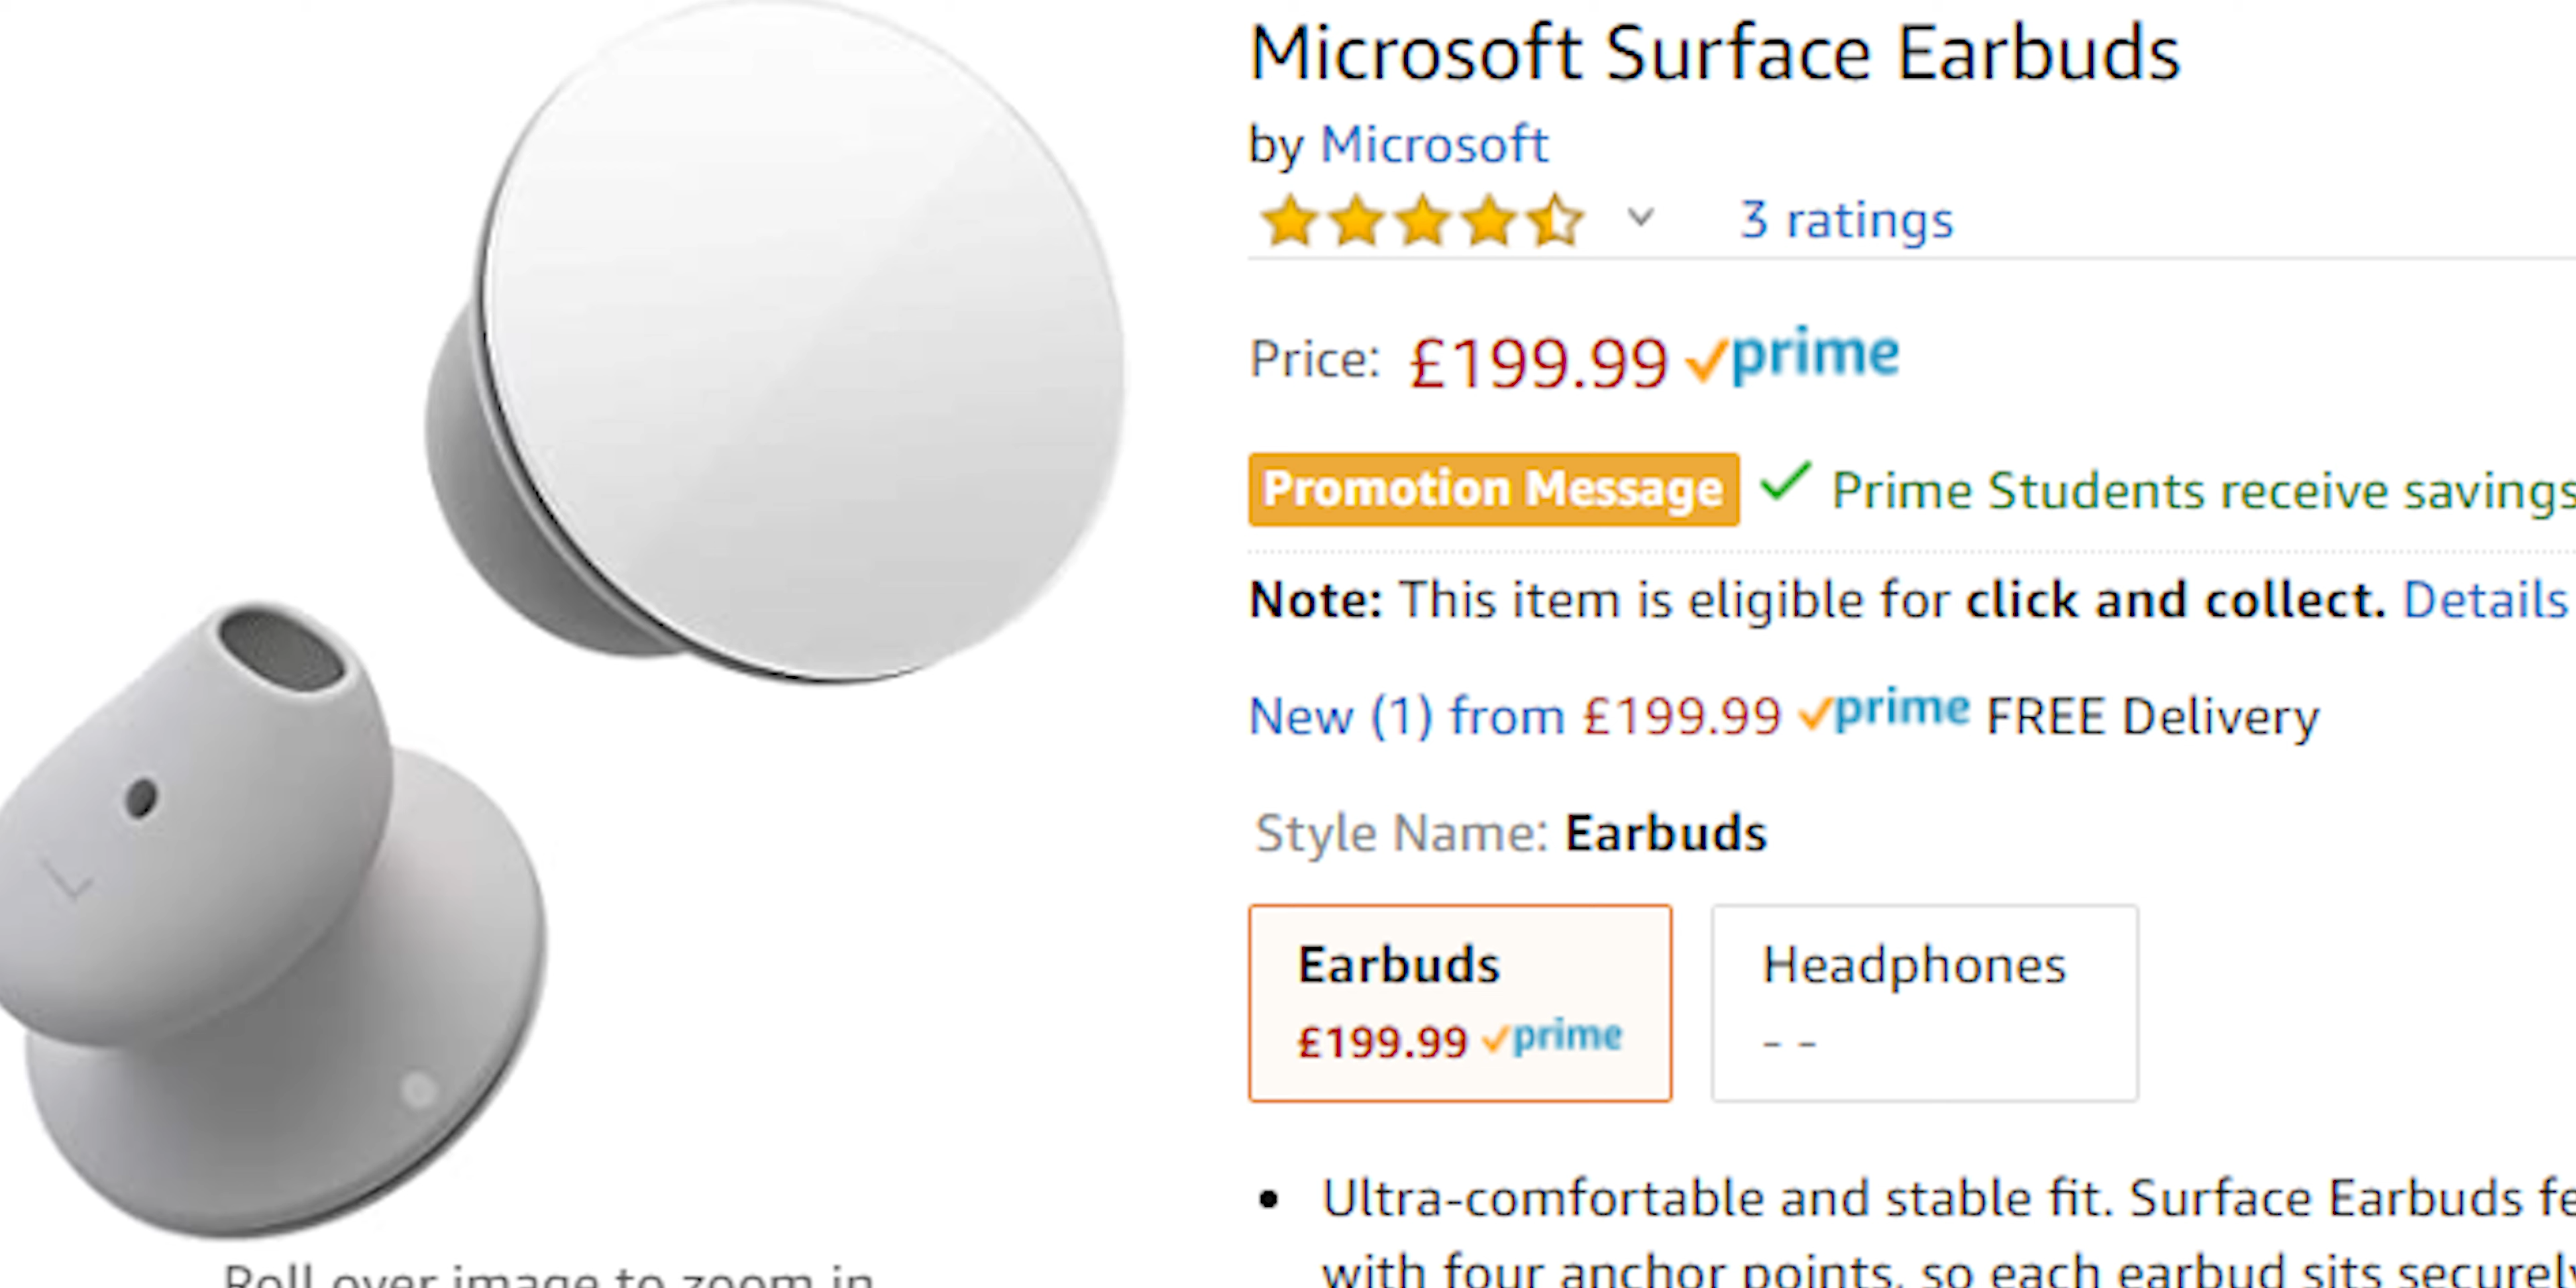 Microsoft Surface Earbuds
by Microsoft
3 ratings
Price: £199.99 prime
Promotion Message Prime Students receive savings
Note: This item is eligible for click and collect. Details
New (1) from £199.99 prime FREE Delivery
Style Name: Earbuds
Earbuds
£199.99 prime
Headphones
- -
• Ultra-comfortable and stable fit. Surface Earbuds fe
with four anchor points, so each earbud sits securel
L
Roll over image to zoom in